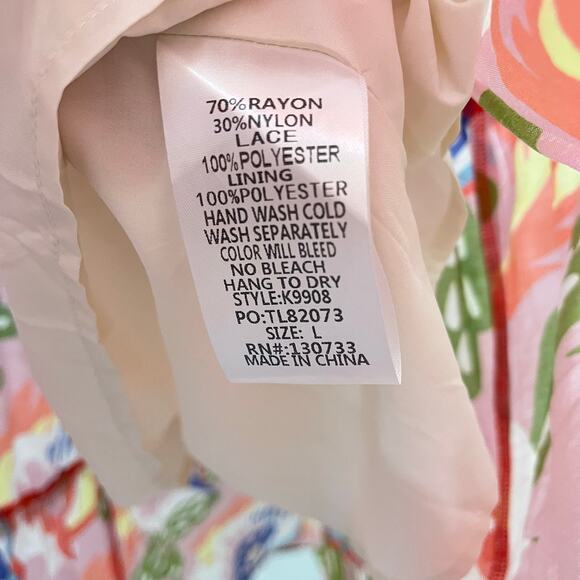 70%RAYON
30%NYLON
LACE
100%POLYESTER
LINING
100%POLYESTER
HAND WASH COLD
WASH SEPARATELY
COLOR WILL BLEED
NO BLEACH
HANG TO DRY
STYLE:K9908
PO:TL82073
SIZE: L
RN#:130733
MADE IN CHINA